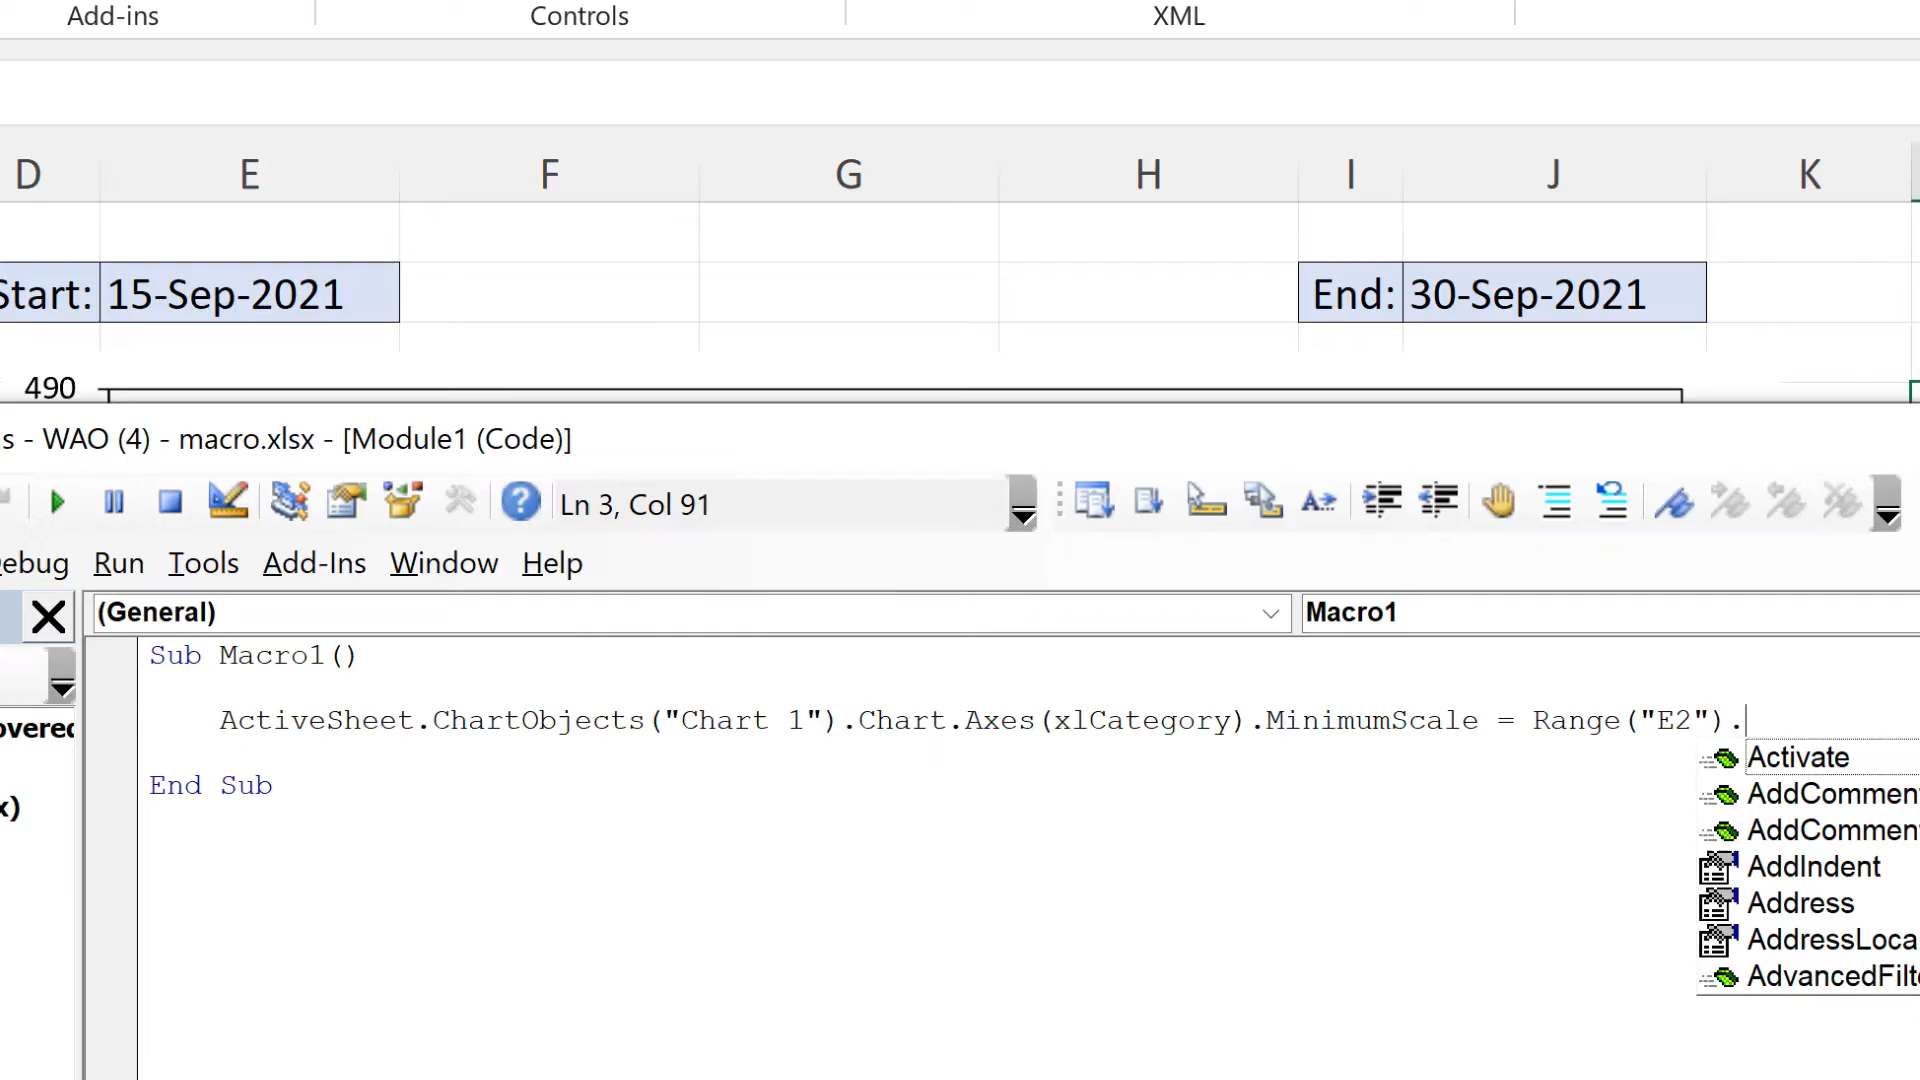 Add-ins Controls XML
D E F G H I J K
Start: 15-Sep-2021 End: 30-Sep-2021
490
s - WAO (4) - macro.xlsx - [Module1 (Code)]
Ln 3, Col 91
ebug Run Tools Add-Ins Window Help
(General) Macro1
Sub Macro1()
overed
ActiveSheet.ChartObjects("Chart 1").Chart.Axes(xlCategory).MinimumScale = Range("E2").
Activate
End Sub
AddCommen
x)
AddCommen
AddIndent
Address
AddressLoca
AdvancedFilt